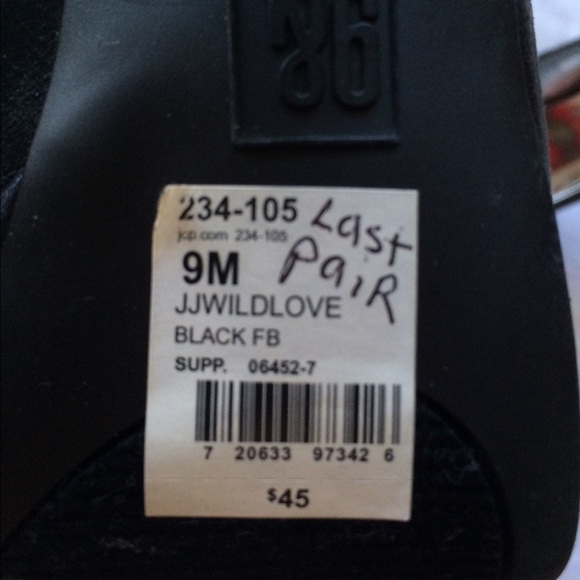 234-105
Last
jcp.com 234-105
Pair
9M
JJWILDLOVE
BLACK FB
SUPP. 06452-7
7 20633 97342 6
$45